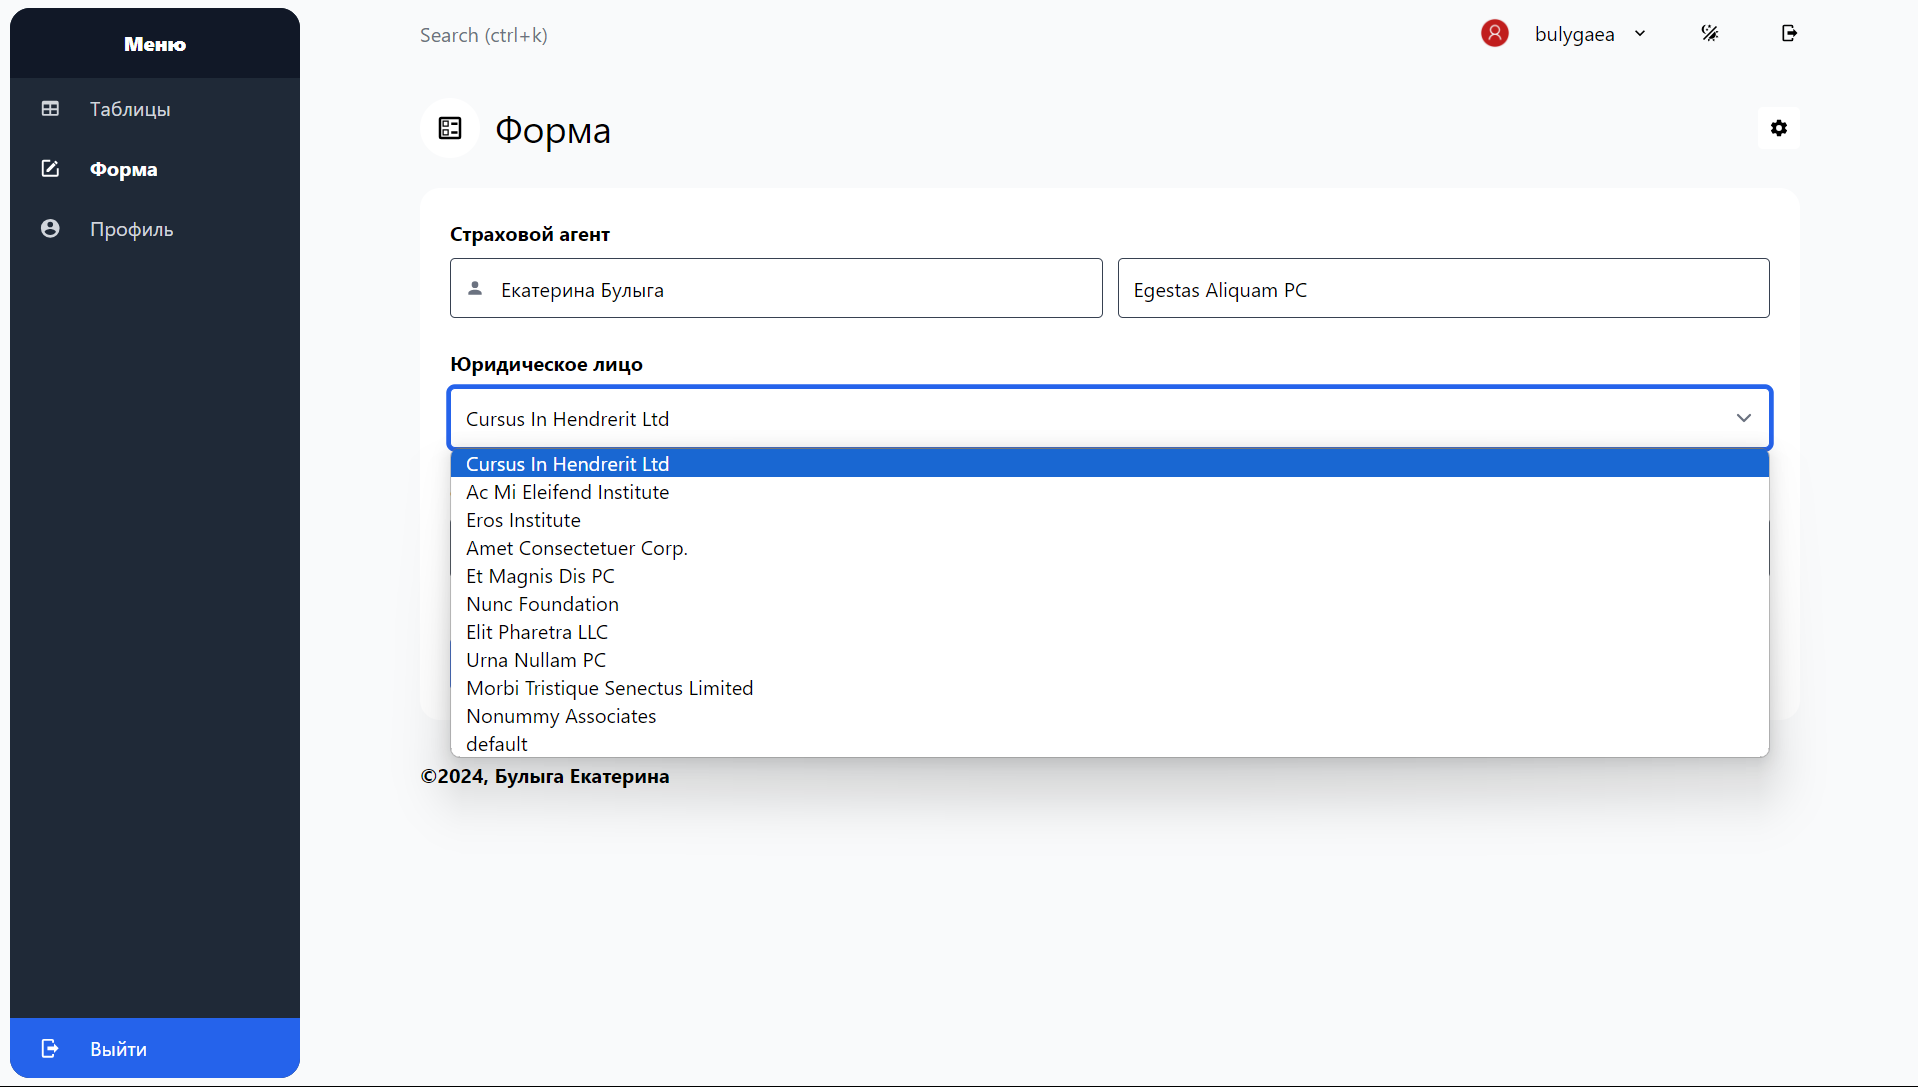 Меню
Таблицы
Форма
Профиль
Выйти
Search (ctrl+k)
bulygaea
Форма
Страховой агент
Екатерина Булыга
Egestas Aliquam PC
Юридическое лицо
Cursus In Hendrerit Ltd
Cursus In Hendrerit Ltd
Ac Mi Eleifend Institute
Eros Institute
Amet Consectetuer Corp.
Et Magnis Dis PC
Nunc Foundation
Elit Pharetra LLC
Urna Nullam PC
Morbi Tristique Senectus Limited
Nonummy Associates
default
©2024, Булыга Екатерина